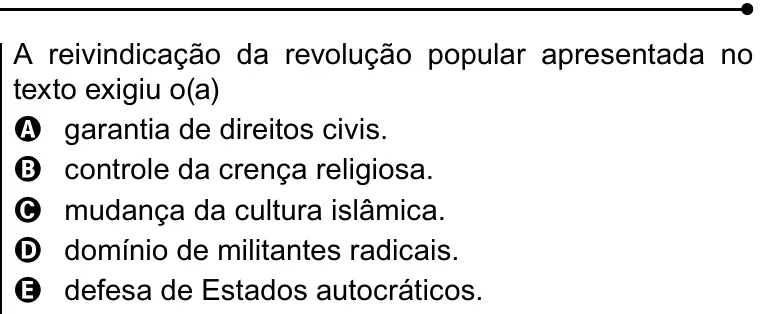 A reivindicação da revolução popular apresentada no
texto exigiu o(a)
A garantia de direitos civis.
B controle da crença religiosa.
C mudança da cultura islâmica.
D domínio de militantes radicais.
E defesa de Estados autocráticos.